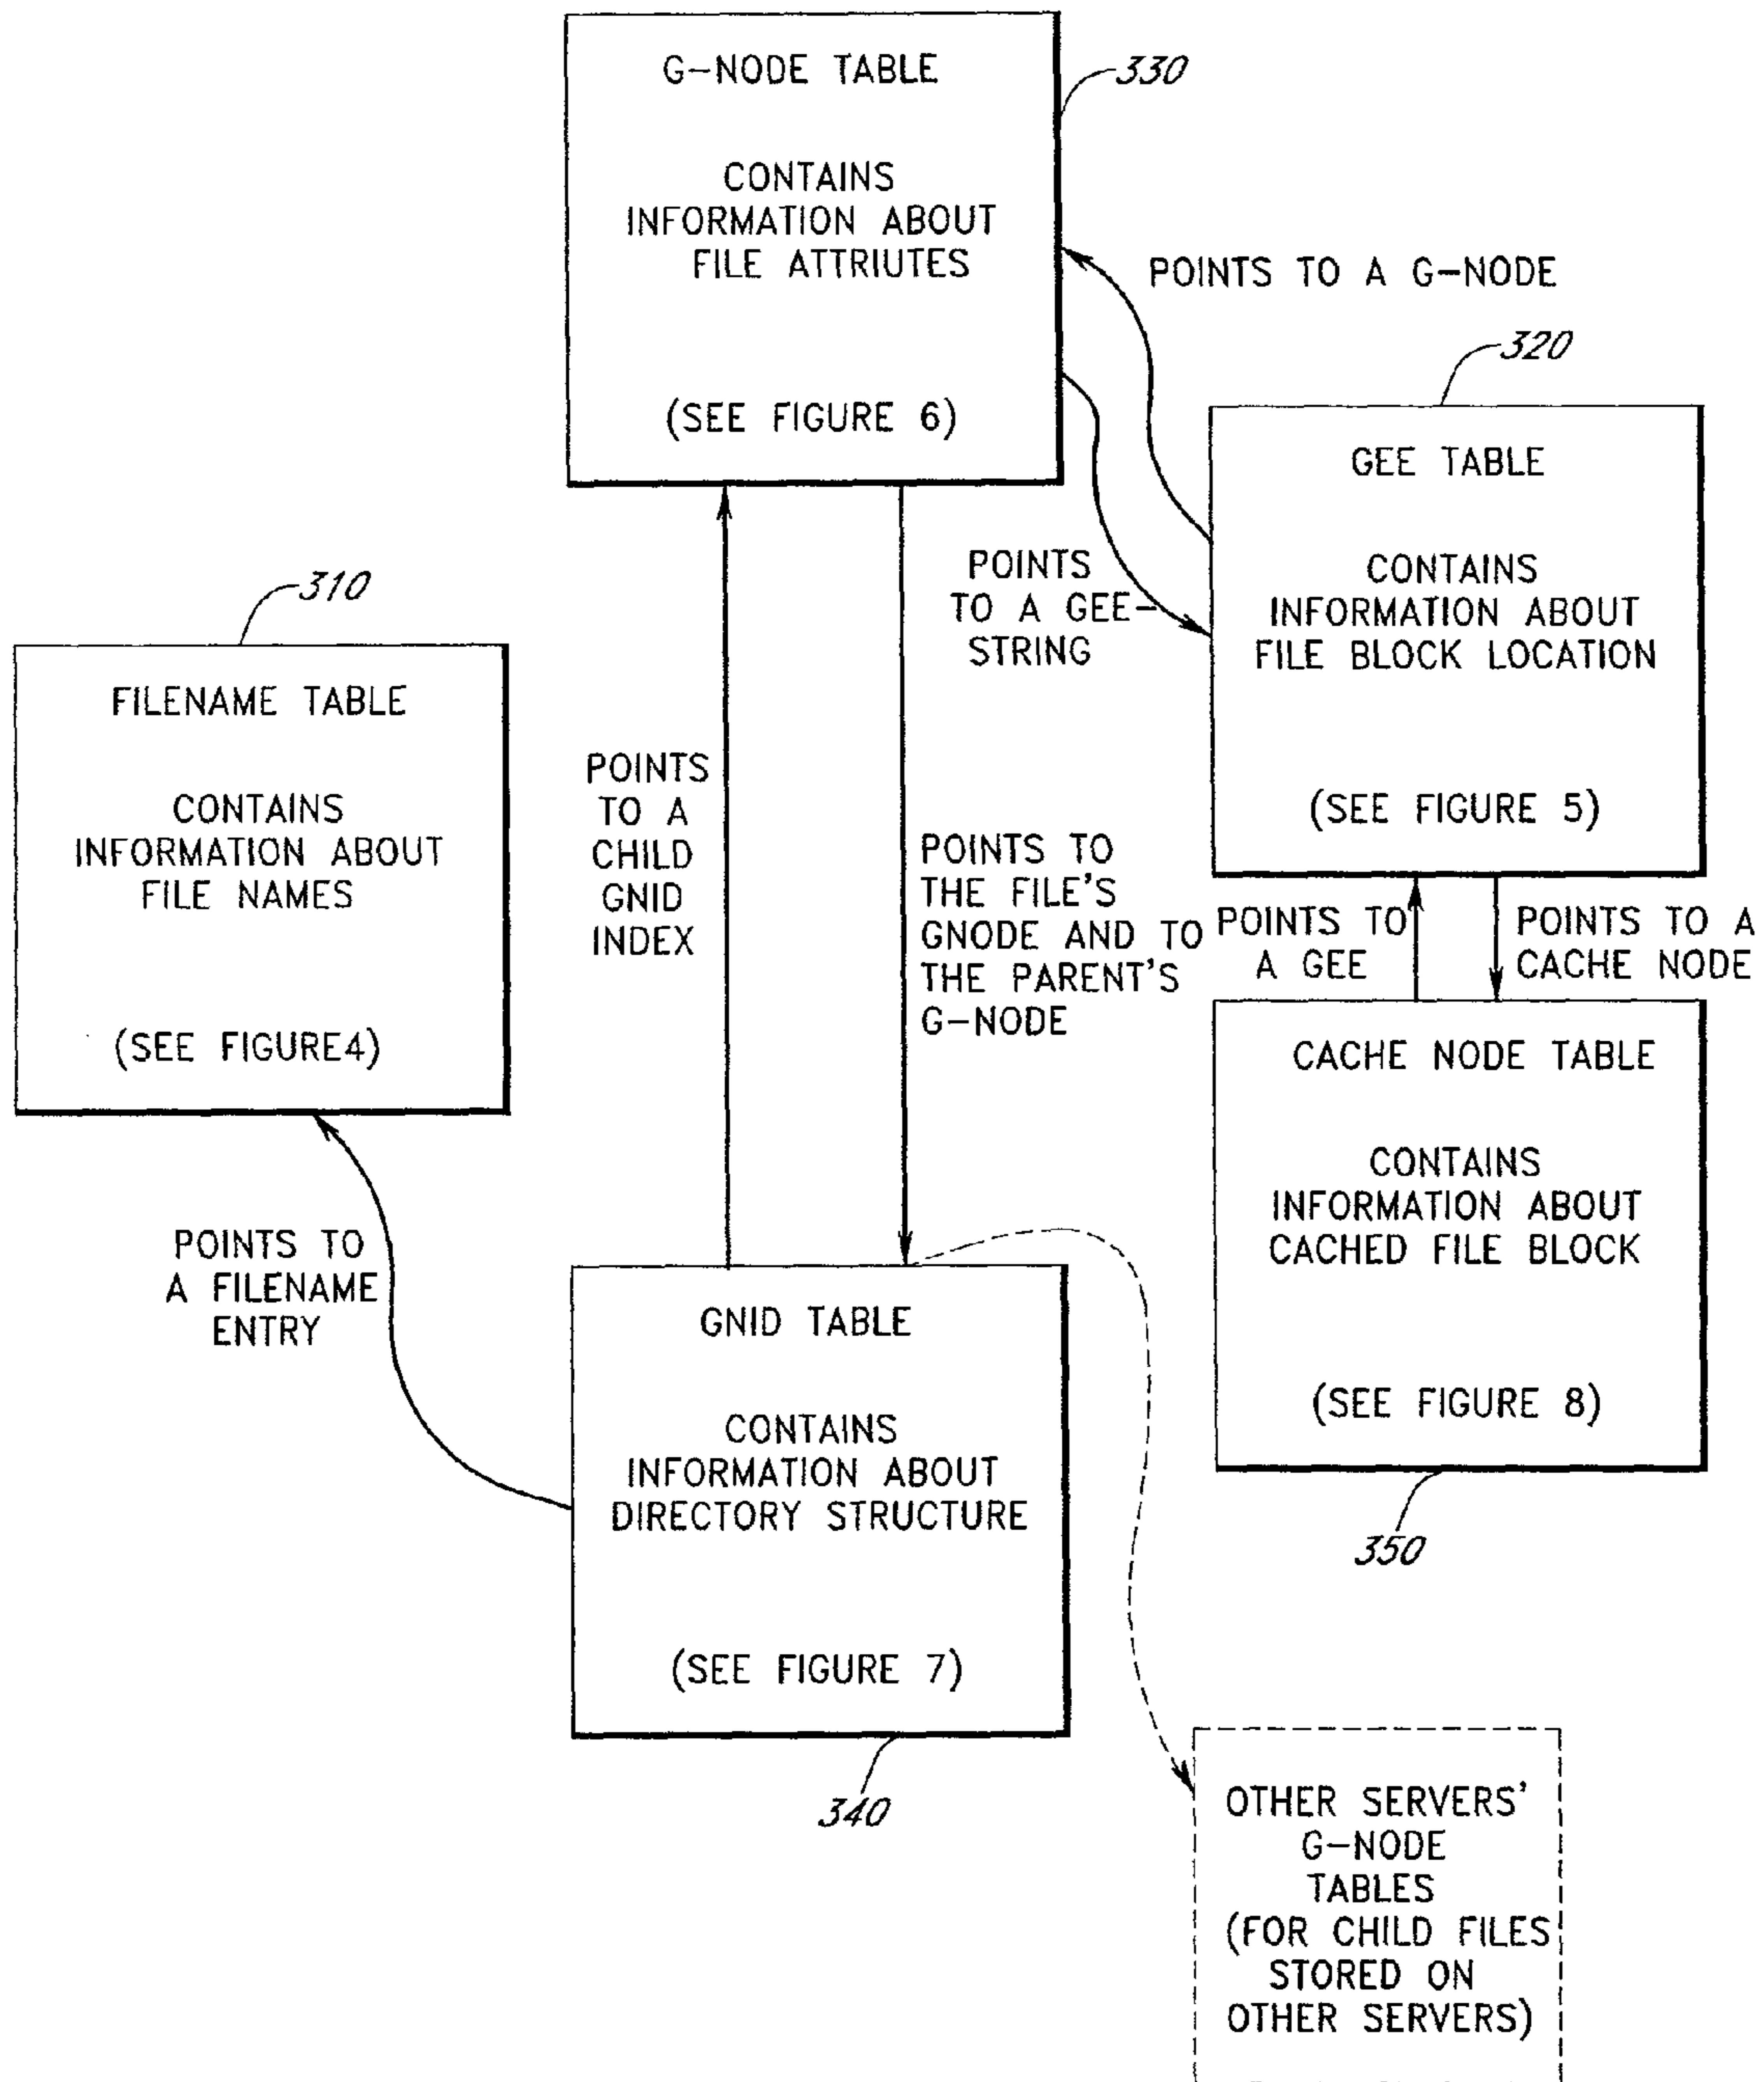 G-NODE TABLE
330
CONTAINS
INFORMATION ABOUT
FILE ATTRIUTES
(SEE FIGURE 6)
POINTS TO A G-NODE
320
GEE TABLE
CONTAINS
INFORMATION ABOUT
FILE BLOCK LOCATION
(SEE FIGURE 5)
POINTS
TO A GEE-
STRING
310
FILENAME TABLE
CONTAINS
INFORMATION ABOUT
FILE NAMES
(SEE FIGURE4)
POINTS
TO A
CHILD
GNID
INDEX
POINTS TO
THE FILE'S
GNODE AND TO
THE PARENT'S
G-NODE
POINTS TO
A GEE
POINTS TO A
CACHE NODE
CACHE NODE TABLE
CONTAINS
INFORMATION ABOUT
CACHED FILE BLOCK
(SEE FIGURE 8)
350
POINTS TO
A FILENAME
ENTRY
GNID TABLE
CONTAINS
INFORMATION ABOUT
DIRECTORY STRUCTURE
(SEE FIGURE 7)
340
OTHER SERVERS'
G-NODE
TABLES
(FOR CHILD FILES
STORED ON
OTHER SERVERS)